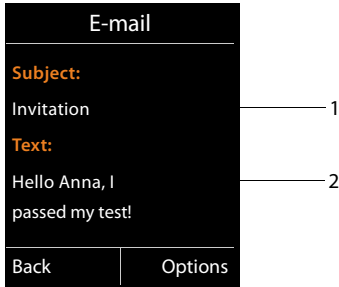 E-mail
Subject:
Invitation
1
Text:
Hello Anna, I
2
passed my test!
Back Options